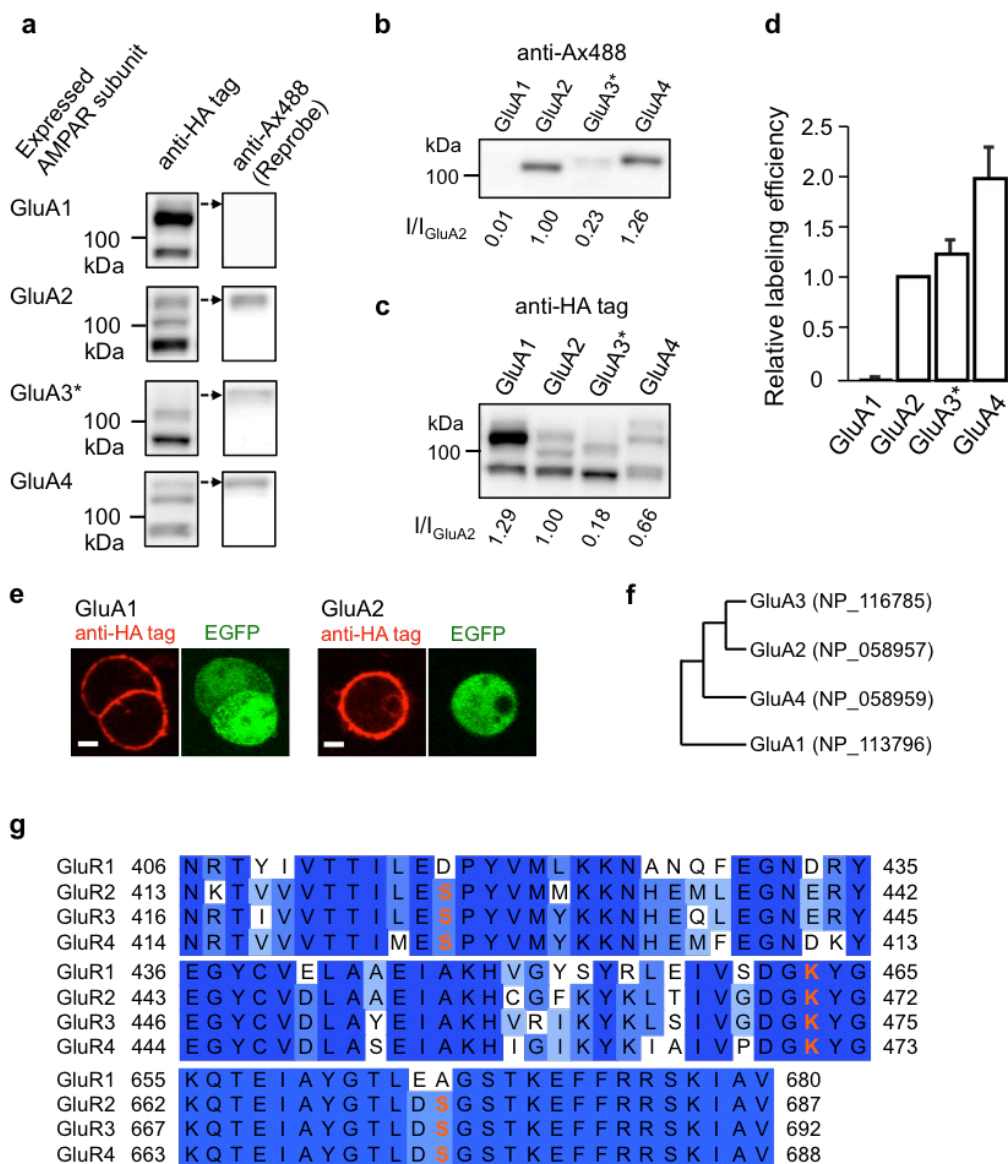 a
Expressed
AMPAR subunit
anti-HA tag
anti-Ax488
(Reprobe)
GluA1
100
kDa
GluA2
100
kDa
GluA3*
100
kDa
GluA4
100
kDa
b
anti-Ax488
GluA1
GluA2
GluA3*
GluA4
kDa
100
I/IGluA2
0.01
1.00
0.23
1.26
c
anti-HA tag
GluA1
GluA2
GluA3*
GluA4
kDa
100
I/IGluA2
1.29
1.00
0.18
0.66
d
Relative labeling efficiency
2.0
1.5
1.0
0.5
0
GluA1
GluA2
GluA3*
GluA4
e
GluA1
anti-HA tag EGFP
GluA2
anti-HA tag EGFP
f
GluA3 (NP_116785)
GluA2 (NP_058957)
GluA4 (NP_058959)
GluA1 (NP_113796)
g
GluR1 406 N R T Y I V T T I L E D P Y V M L K K N A N Q F E G N D R Y 435
GluR2 413 N K T V V V T T I L E S P Y V M M K K N H E M L E G N E R Y 442
GluR3 416 N R T I V V T T I L E S P Y V M Y K K N H E Q L E G N E R Y 445
GluR4 414 N R T V V V T T I M E S P Y V M Y K K N H E M F E G N D K Y 413
GluR1 436 E G Y C V E L A A E I A K H V G Y S Y R L E I V S D G K Y G 465
GluR2 443 E G Y C V D L A A E I A K H C G F K Y K L T I V G D G K Y G 472
GluR3 446 E G Y C V D L A Y E I A K H V R I K Y K L S I V G D G K Y G 475
GluR4 444 E G Y C V D L A S E I A K H I G I K Y K I A I V P D G K Y G 473
GluR1 655 K Q T E I A Y G T L E A G S T K E F F R R S K I A V 680
GluR2 662 K Q T E I A Y G T L D S G S T K E F F R R S K I A V 687
GluR3 667 K Q T E I A Y G T L D S G S T K E F F R R S K I A V 692
GluR4 663 K Q T E I A Y G T L D S G S T K E F F R R S K I A V 688